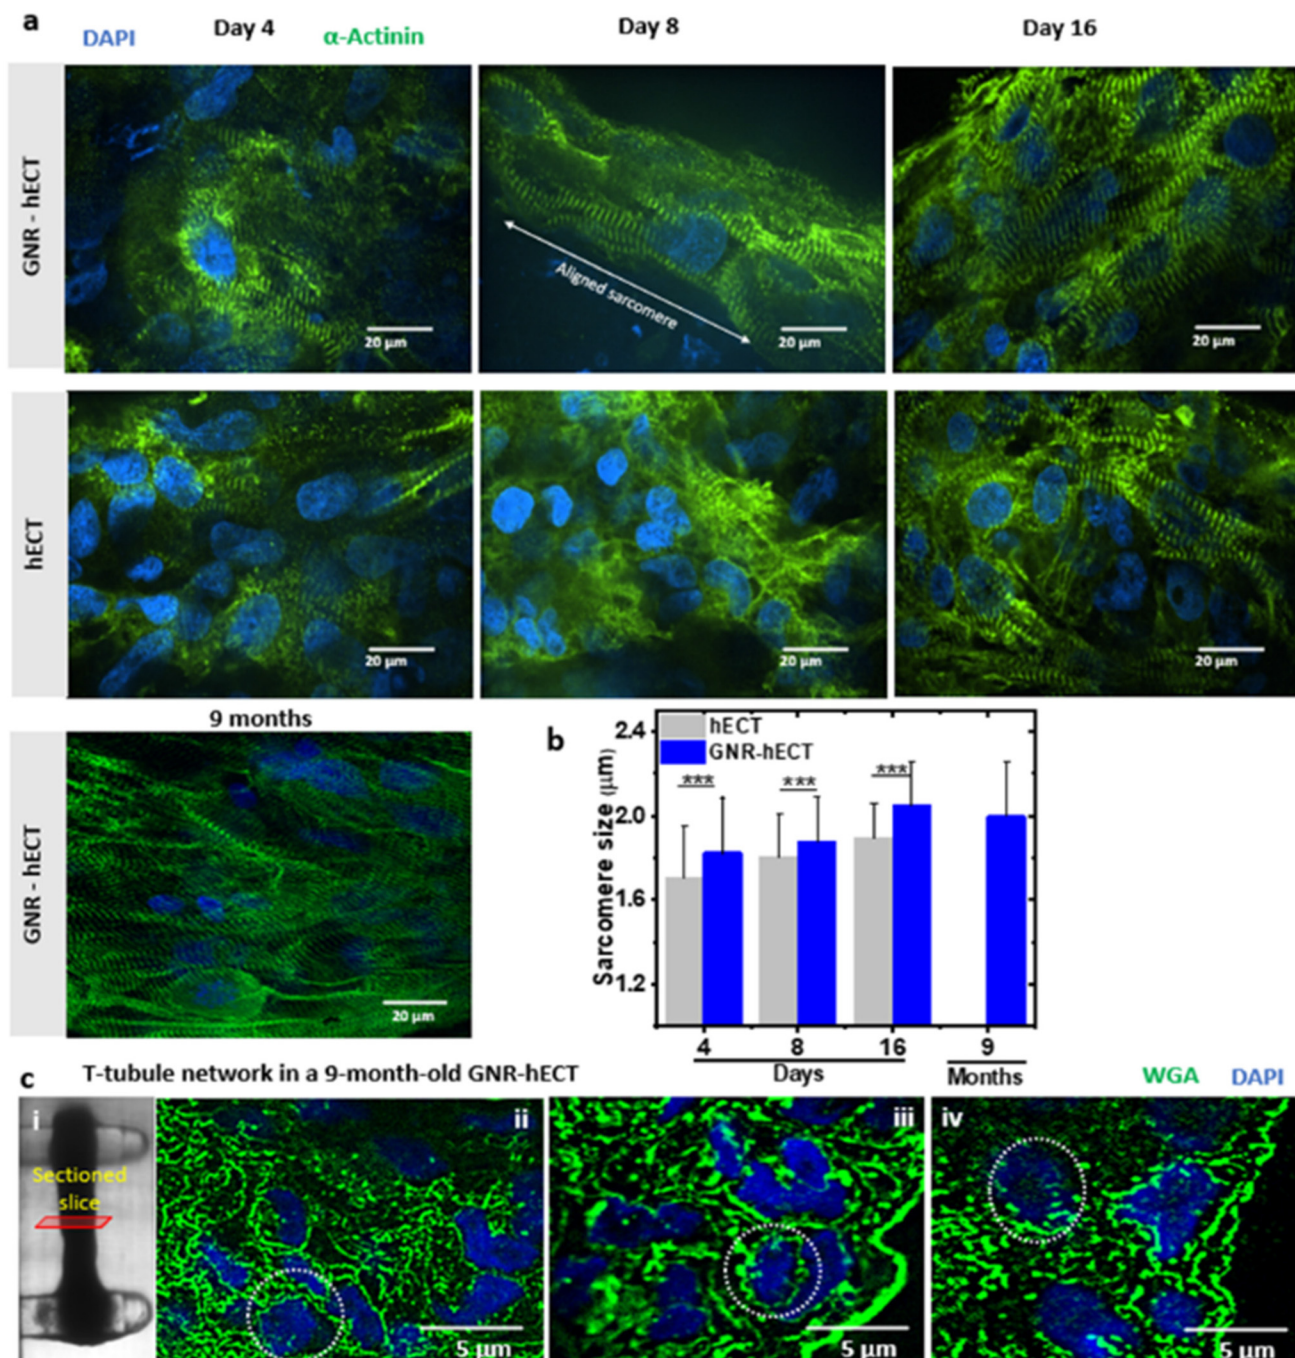 a
DAPI
Day 4
α-Actinin
Day 8
Day 16
GNR - hECT
20 μm
Aligned sarcomere
20 μm
20 μm
hECT
20 μm
20 μm
20 μm
9 months
GNR - hECT
20 μm
b
hECT
GNR-hECT
Sarcomere size (μm)
2.4
2.0
1.6
1.2
***
***
***
4 8 16 9
Days
Months
c
T-tubule network in a 9-month-old GNR-hECT
WGA
DAPI
i
Sectioned
slice
ii
5 μm
iii
5 μm
iv
5 μm